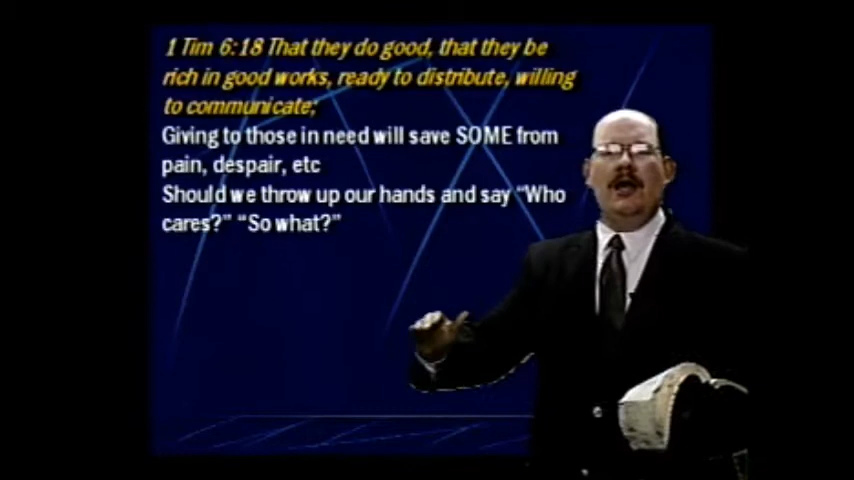 1 Tim 6:18 That they do good, that they be
rich in good works, ready to distribute, willing
to communicate;
Giving to those in need will save SOME from
pain, despair, etc
Should we throw up our hands and say “Who
cares?” “So what?”